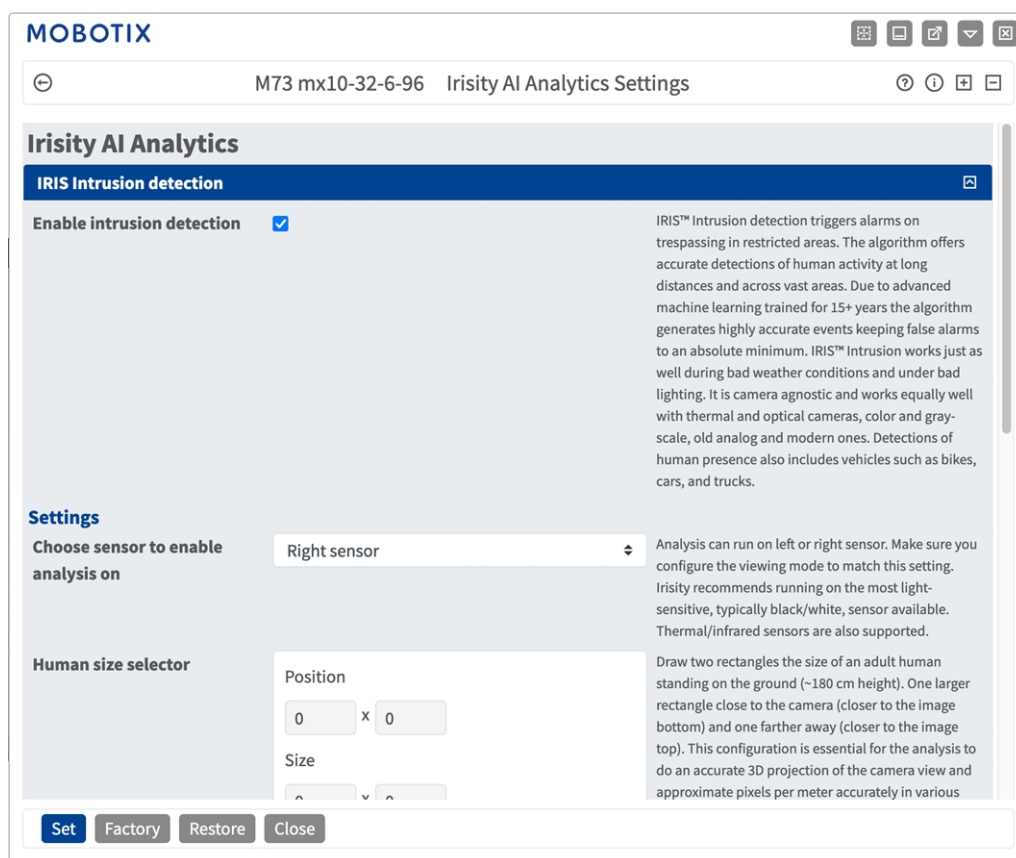 MOBOTIX
M73 mx10-32-6-96 Irisity AI Analytics Settings
Irisity AI Analytics
IRIS Intrusion detection
Enable intrusion detection
IRIS™ Intrusion detection triggers alarms on
trespassing in restricted areas. The algorithm offers
accurate detections of human activity at long
distances and across vast areas. Due to advanced
machine learning trained for 15+ years the algorithm
generates highly accurate events keeping false alarms
to an absolute minimum. IRIS™ Intrusion works just as
well during bad weather conditions and under bad
lighting. It is camera agnostic and works equally well
with thermal and optical cameras, color and gray-
scale, old analog and modern ones. Detections of
human presence also includes vehicles such as bikes,
cars, and trucks.
Settings
Choose sensor to enable
analysis on
Right sensor
Analysis can run on left or right sensor. Make sure you
configure the viewing mode to match this setting.
Irisity recommends running on the most light-
sensitive, typically black/white, sensor available.
Thermal/infrared sensors are also supported.
Human size selector
Position
0 x 0
Size
0 x 0
Draw two rectangles the size of an adult human
standing on the ground (~180 cm height). One larger
rectangle close to the camera (closer to the image
bottom) and one farther away (closer to the image
top). This configuration is essential for the analysis to
do an accurate 3D projection of the camera view and
approximate pixels per meter accurately in various
Set Factory Restore Close